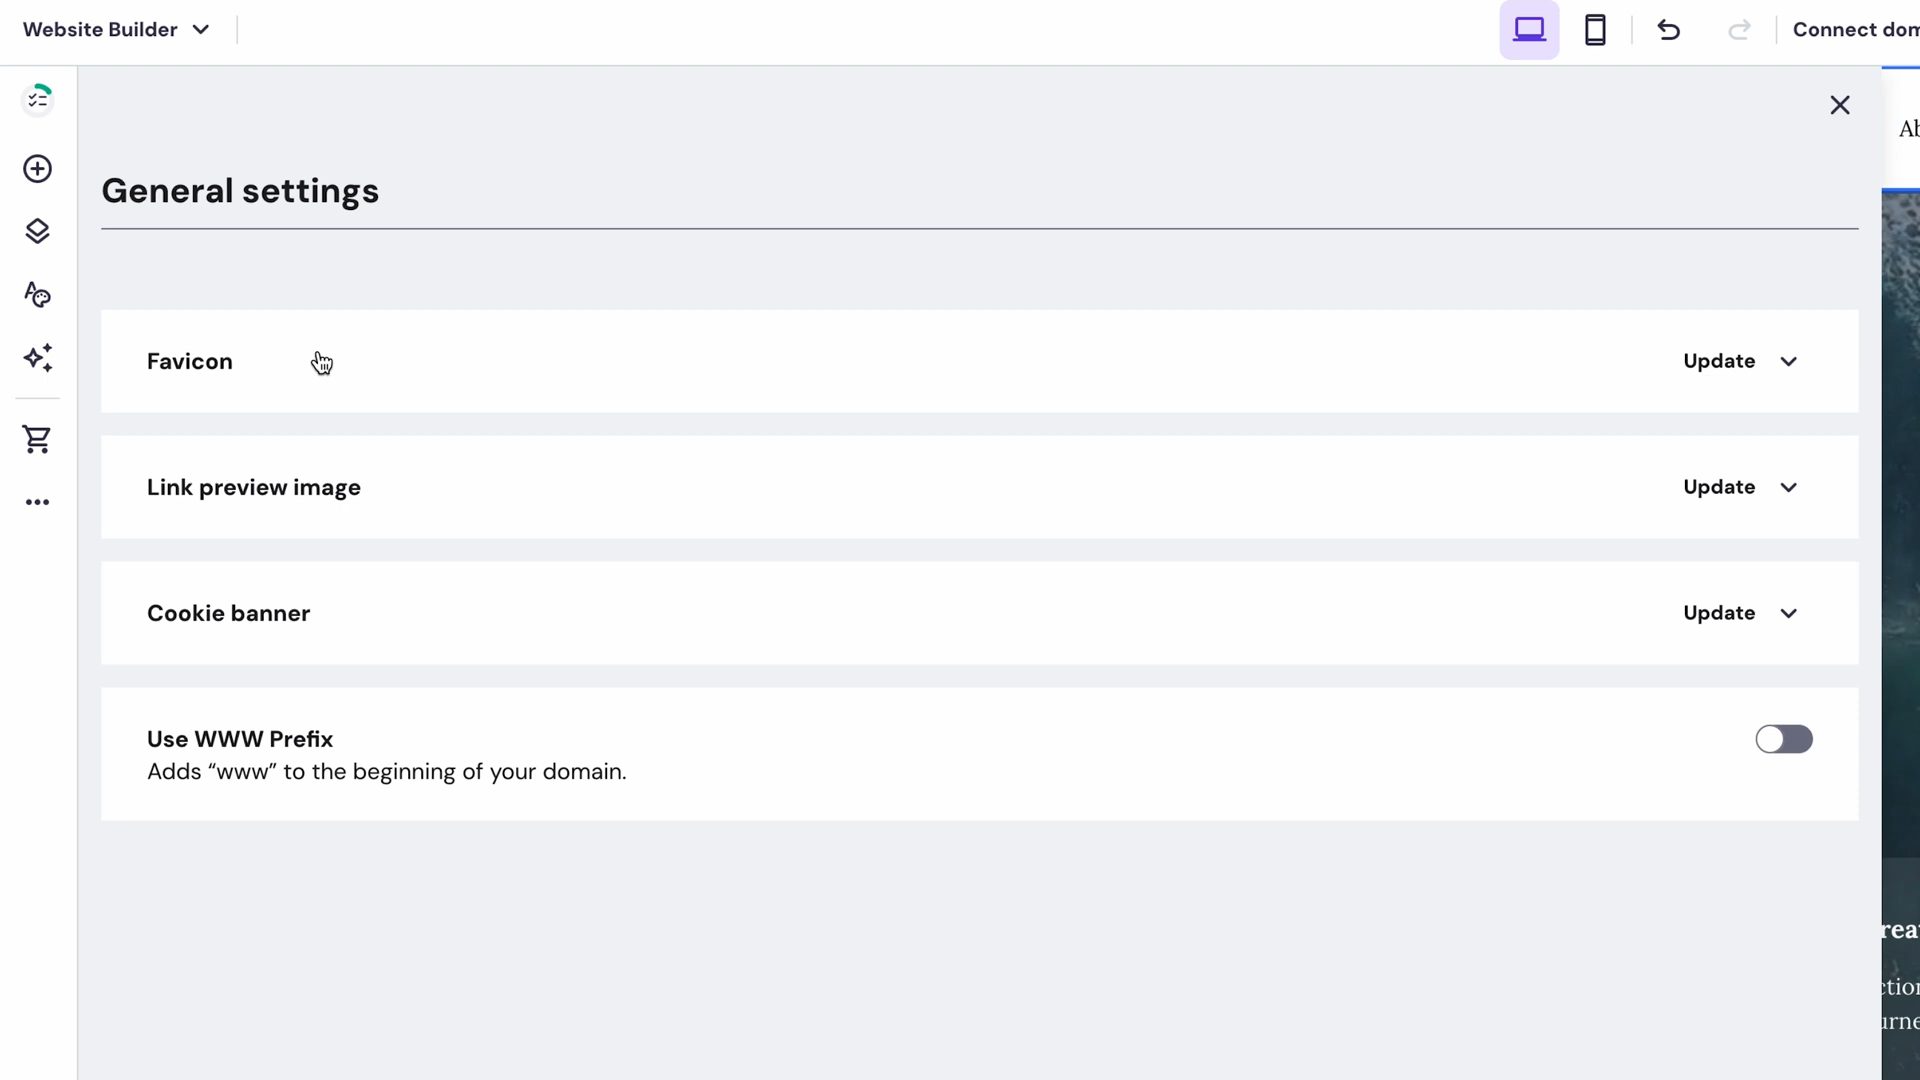 Website Builder
Connect
General settings
Favicon
Update
Link preview image
Update
Cookie banner
Update
Use WWW Prefix
Adds “www” to the beginning of your domain.